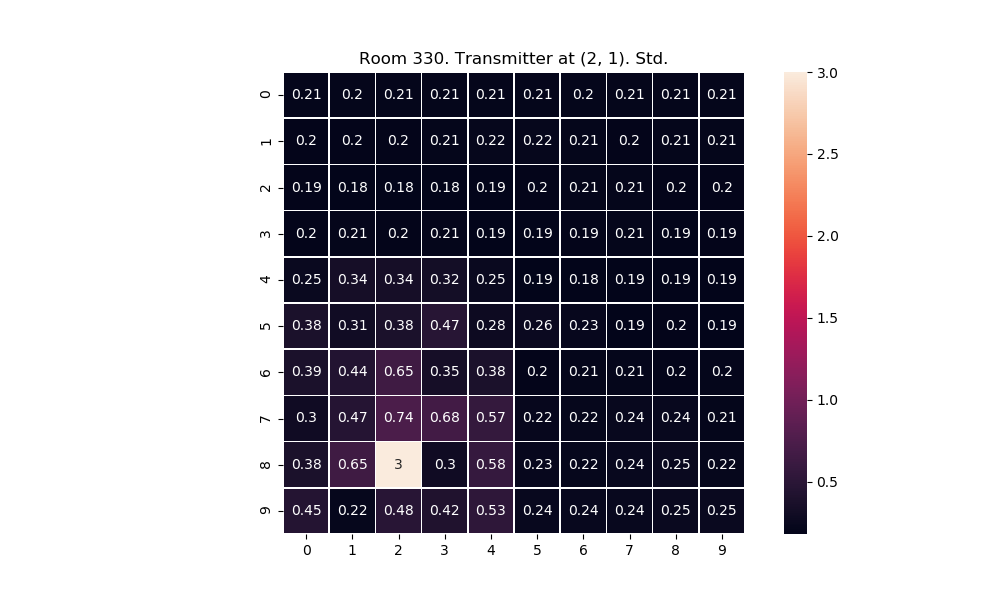 Room 330. Transmitter at (2, 1). Std.
0 0.21 0.2 0.21 0.21 0.21 0.21 0.2 0.21 0.21 0.21
1 0.2 0.2 0.2 0.21 0.22 0.22 0.21 0.2 0.21 0.21
2 0.19 0.18 0.18 0.18 0.19 0.2 0.21 0.21 0.2 0.2
3 0.2 0.21 0.2 0.21 0.19 0.19 0.19 0.21 0.19 0.19
4 0.25 0.34 0.34 0.32 0.25 0.19 0.18 0.19 0.19 0.19
5 0.38 0.31 0.38 0.47 0.28 0.26 0.23 0.19 0.2 0.19
6 0.39 0.44 0.65 0.35 0.38 0.2 0.21 0.21 0.2 0.2
7 0.3 0.47 0.74 0.68 0.57 0.22 0.22 0.24 0.24 0.21
8 0.38 0.65 3 0.3 0.58 0.23 0.22 0.24 0.25 0.22
9 0.45 0.22 0.48 0.42 0.53 0.24 0.24 0.24 0.25 0.25
0 1 2 3 4 5 6 7 8 9
3.0
2.5
2.0
1.5
1.0
0.5